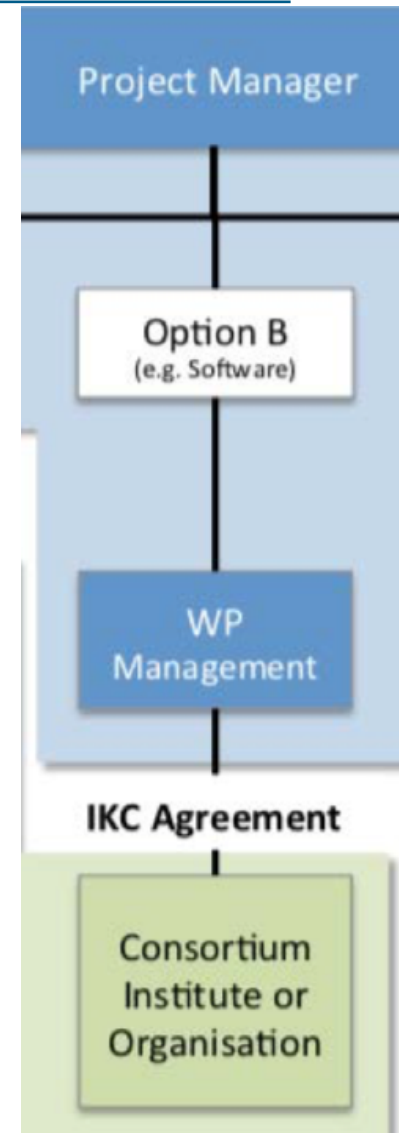 Project Manager
Option B
(e.g. Software)
WP
Management
IKC Agreement
Consortium
Institute or
Organisation